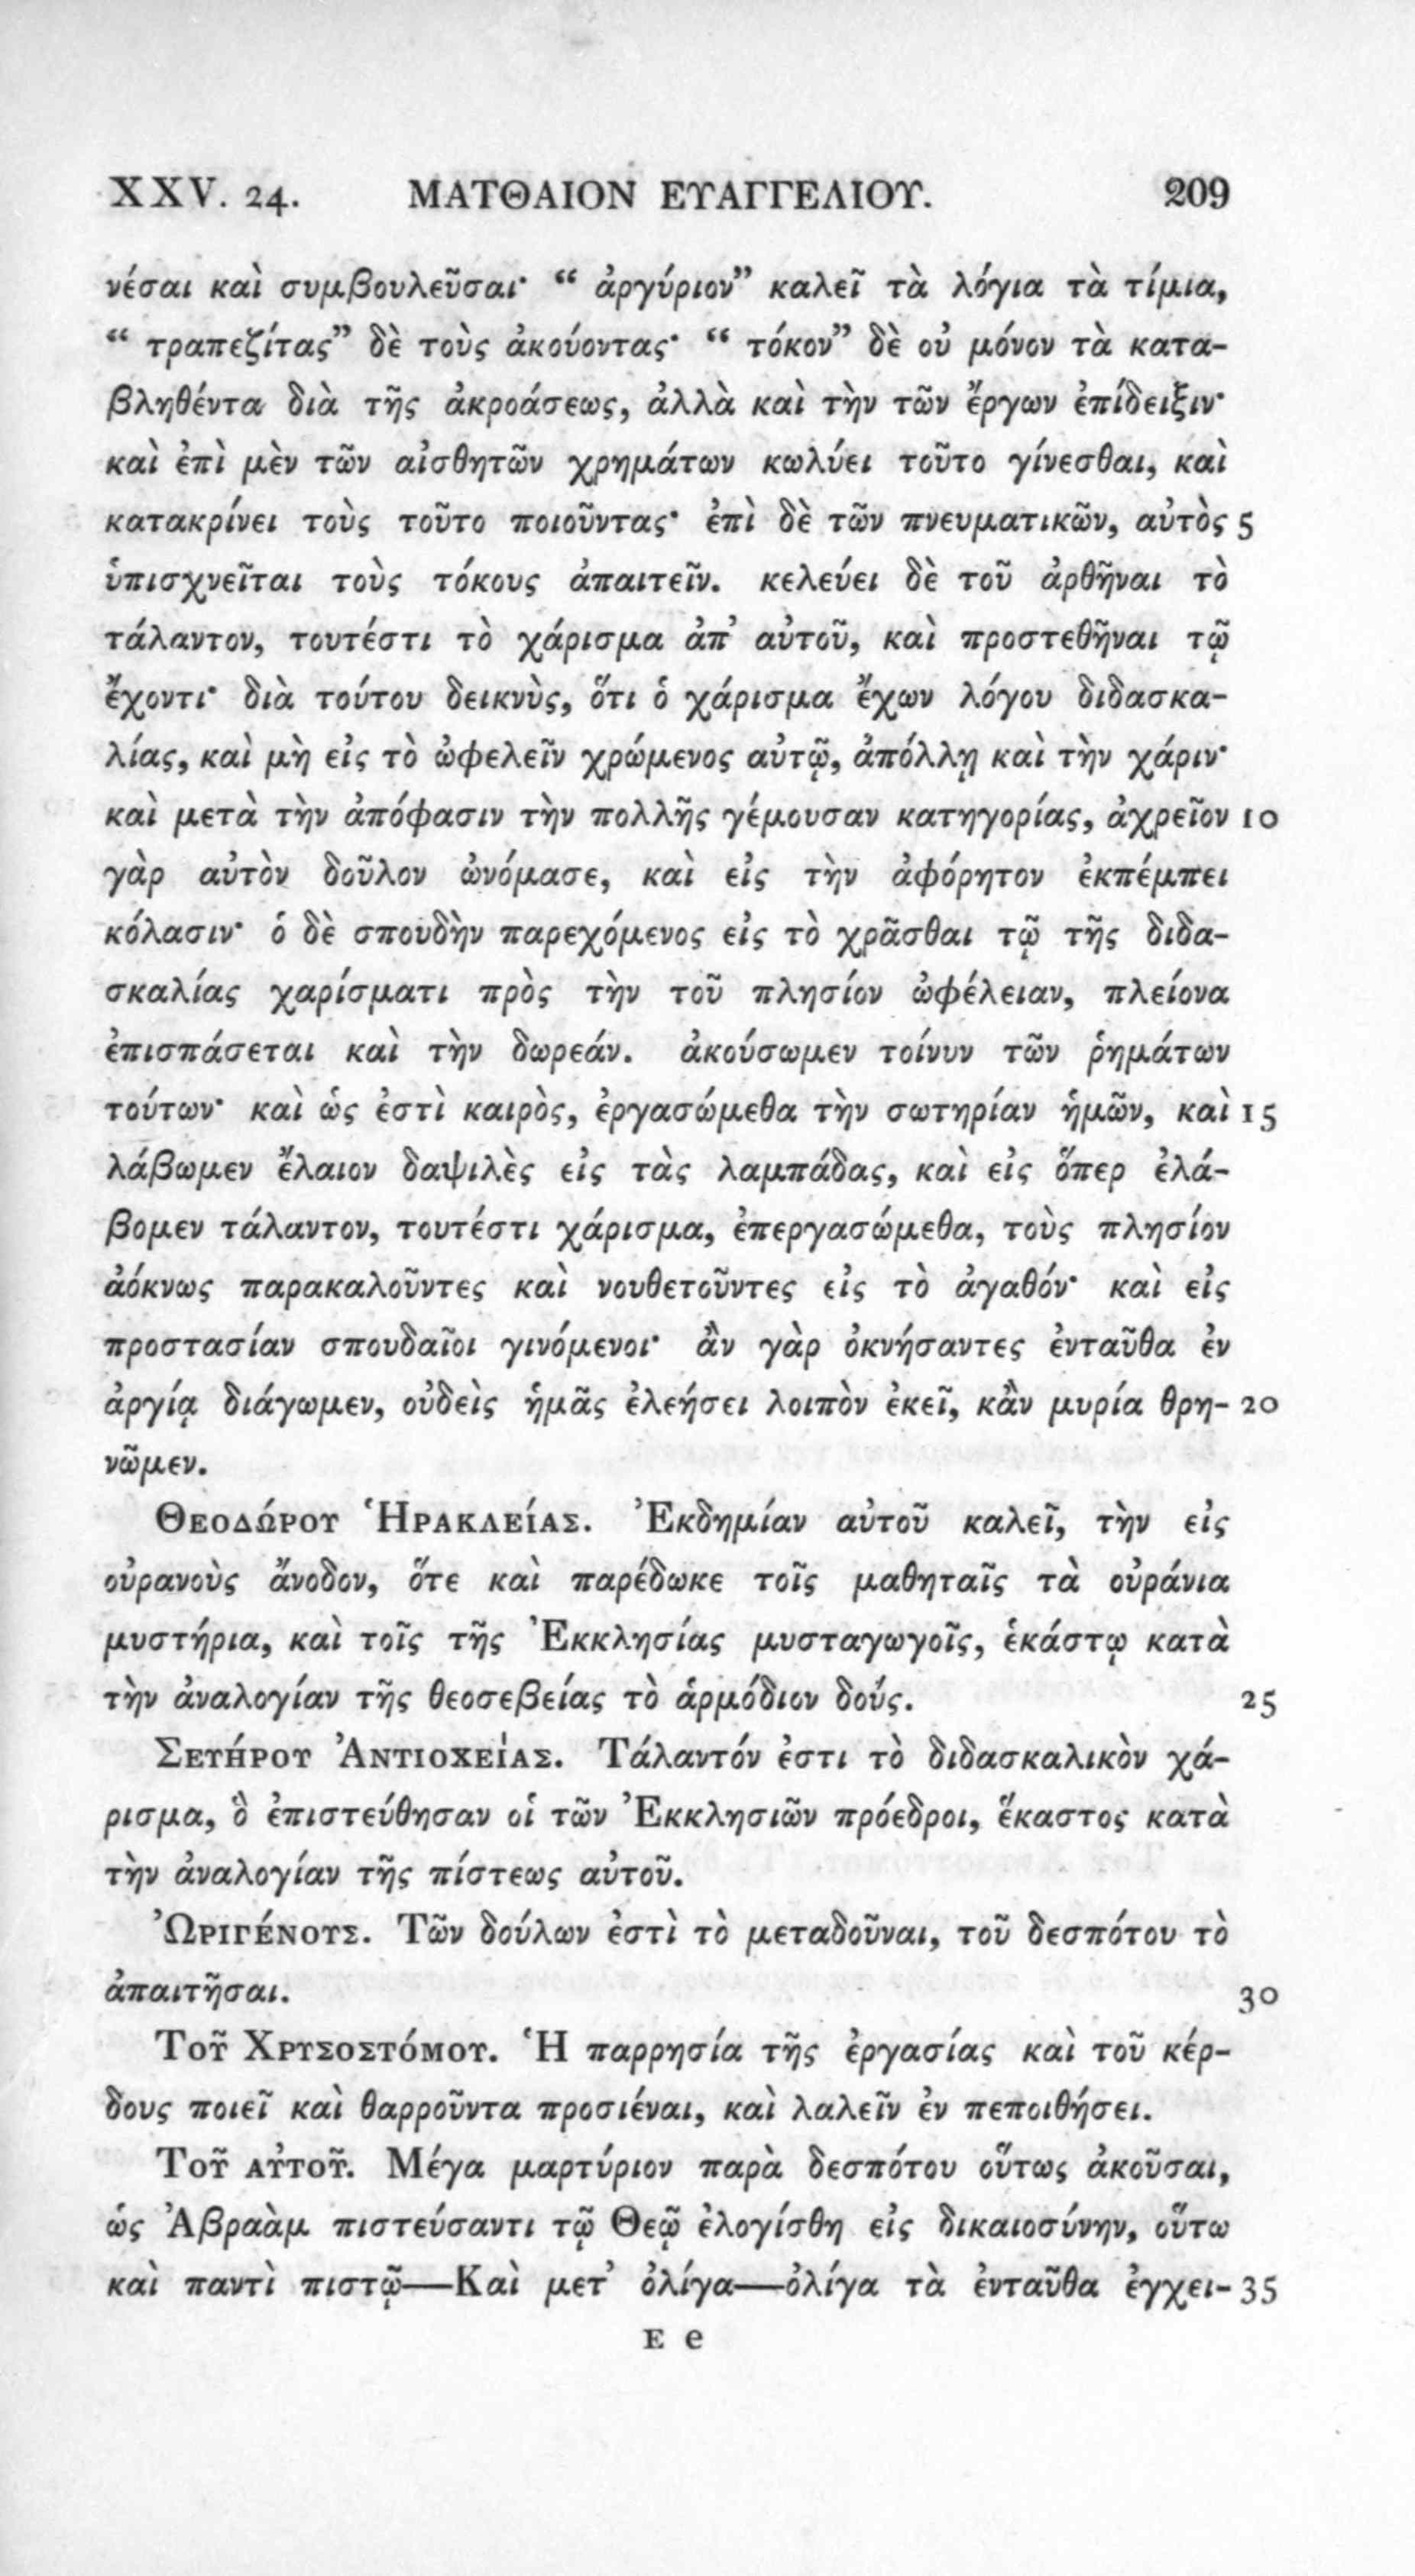 XXV. 24. ΜΑΤΘΑΙΟΝ ΕΥΑΓΓΕΛΙΟΥ. 209
νέσαι καὶ συμβουλεῦσαι· “ ἀργύριον” καλεῖ τὰ λόγια τὰ τίμια,
“ τραπεζίτας” δὲ τοὺς ἀκούοντας· “ τόκον” δὲ οὐ μόνον τὰ κατα-
βληθέντα διὰ τῆς ἀκροάσεως, ἀλλὰ καὶ τὴν τῶν ἔργων ἐπίδειξιν·
καὶ ἐπὶ μὲν τῶν αἰσθητῶν χρημάτων κωλύει τοῦτο γίνεσθαι, καὶ
κατακρίνει τοὺς τοῦτο ποιοῦντας· ἐπὶ δὲ τῶν πνευματικῶν, αὐτὸς 5
ὑπισχνεῖται τοὺς τόκους ἀπαιτεῖν. κελεύει δὲ τοῦ ἀρθῆναι τὸ
τάλαντον, τουτέστι τὸ χάρισμα ἀπ’ αὐτοῦ, καὶ προστεθῆναι τῷ
ἔχοντι· διὰ τούτου δεικνὺς, ὅτι ὁ χάρισμα ἔχων λόγου διδασκα-
λίας, καὶ μὴ εἰς τὸ ὠφελεῖν χρώμενος αὐτῷ, ἀπόλλῃ καὶ τὴν χάριν·
καὶ μετὰ τὴν ἀπόφασιν τὴν πολλῆς γέμουσαν κατηγορίας, ἀχρεῖον 10
γὰρ αὐτὸν δοῦλον ὠνόμασε, καὶ εἰς τὴν ἀφόρητον ἐκπέμπει
κόλασιν· ὁ δὲ σπουδὴν παρεχόμενος εἰς τὸ χρᾶσθαι τῷ τῆς διδα-
σκαλίας χαρίσματι πρὸς τὴν τοῦ πλησίον ὠφέλειαν, πλείονα
ἐπισπάσεται καὶ τὴν δωρεάν. ἀκούσωμεν τοίνυν τῶν ῥημάτων
τούτων· καὶ ὡς ἐστὶ καιρὸς, ἐργασώμεθα τὴν σωτηρίαν ἡμῶν, καὶ 15
λάβωμεν ἔλαιον δαψιλὲς εἰς τὰς λαμπάδας, καὶ εἰς ὅπερ ἐλά-
βομεν τάλαντον, τουτέστι χάρισμα, ἐπεργασώμεθα, τοὺς πλησίον
ἀόκνως παρακαλοῦντες καὶ νουθετοῦντες εἰς τὸ ἀγαθόν· καὶ εἰς
προστασίαν σπουδαῖοι γινόμενοι· ἂν γὰρ ὀκνήσαντες ἐνταῦθα ἐν
ἀργίᾳ διάγωμεν, οὐδεὶς ἡμᾶς ἐλεήσει λοιπὸν ἐκεῖ, κἂν μυρία θρη- 20
νῶμεν.
ΘΕΟΔΏΡΟΥ ἩΡΑΚΛΕΊΑΣ. Ἐκδημίαν αὐτοῦ καλεῖ, τὴν εἰς
οὐρανοὺς ἄνοδον, ὅτε καὶ παρέδωκε τοῖς μαθηταῖς τὰ οὐράνια
μυστήρια, καὶ τοῖς τῆς Ἐκκλησίας μυσταγωγοῖς, ἑκάστῳ κατὰ
τὴν ἀναλογίαν τῆς θεοσεβείας τὸ ἁρμόδιον δούς. 25
ΣΕΥΉΡΟΥ ἈΝΤΙΟΧΕΊΑΣ. Τάλαντόν ἐστι τὸ διδασκαλικὸν χά-
ρισμα, ὃ ἐπιστεύθησαν οἱ τῶν Ἐκκλησιῶν πρόεδροι, ἕκαστος κατὰ
τὴν ἀναλογίαν τῆς πίστεως αὐτοῦ.
ὨΡΙΓΈΝΟΥΣ. Τῶν δούλων ἐστὶ τὸ μεταδοῦναι, τοῦ δεσπότου τὸ
ἀπαιτῆσαι. 30
ΤΟΥ͂ ΧΡΥΣΟΣΤΌΜΟΥ. Ἡ παρρησία τῆς ἐργασίας καὶ τοῦ κέρ-
δους ποιεῖ καὶ θαρροῦντα προσιέναι, καὶ λαλεῖν ἐν πεποιθήσει.
ΤΟΥ͂ ΑΥ̓ΤΟΥ͂. Μέγα μαρτύριον παρὰ δεσπότου οὕτως ἀκοῦσαι,
ὡς Ἀβραὰμ πιστεύσαντι τῷ Θεῷ ἐλογίσθη εἰς δικαιοσύνην, οὕτω
καὶ παντὶ πιστῷ—Καὶ μετ’ ὀλίγα—ὀλίγα τὰ ἐνταῦθα ἐγχει- 35
E e